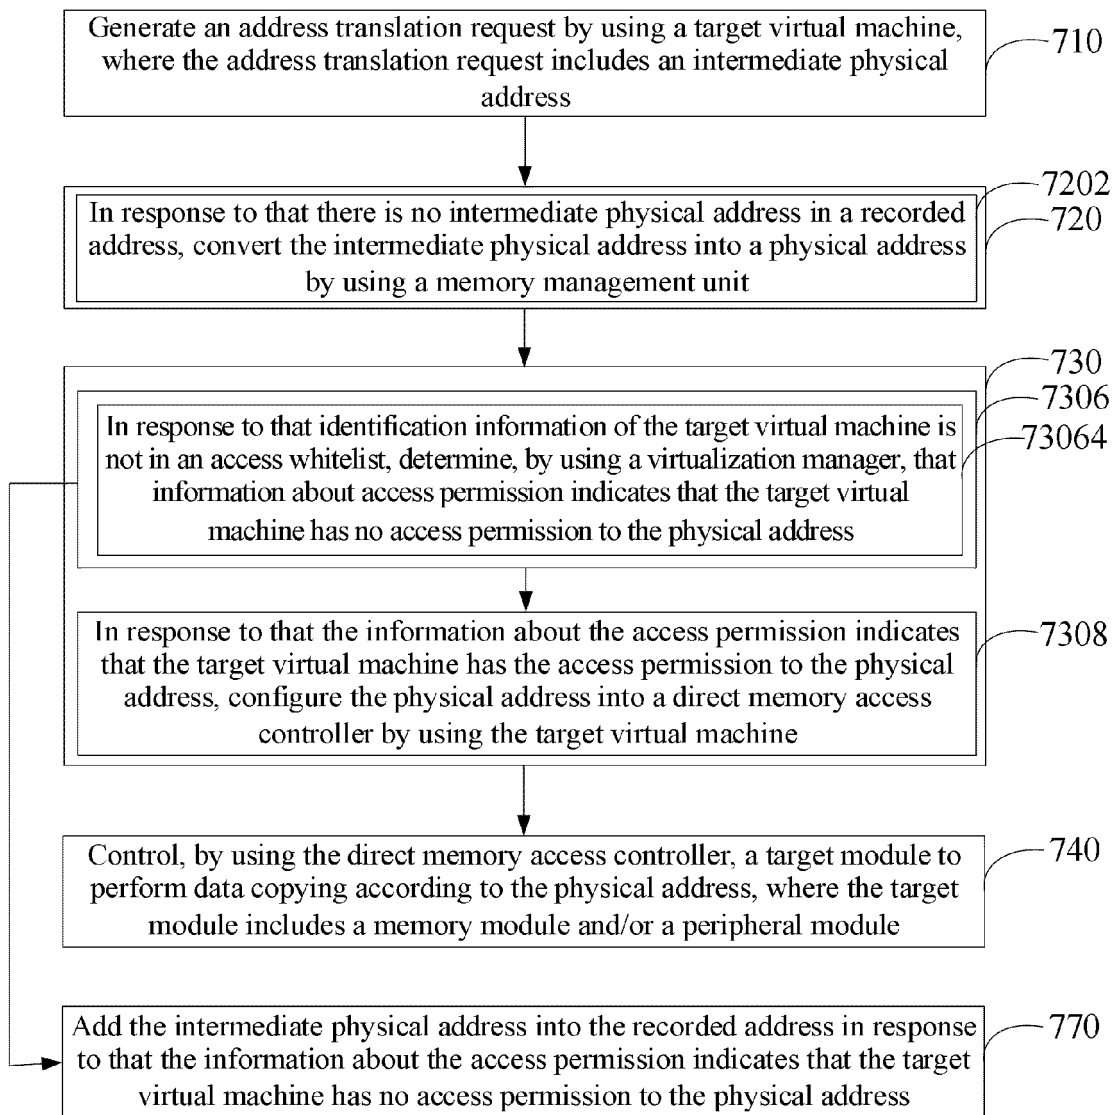 Generate an address translation request by using a target virtual machine,
where the address translation request includes an intermediate physical
address
710
7202
In response to that there is no intermediate physical address in a recorded
address, convert the intermediate physical address into a physical address
by using a memory management unit
720
730
7306
In response to that identification information of the target virtual machine is
not in an access whitelist, determine, by using a virtualization manager, that
information about access permission indicates that the target virtual
machine has no access permission to the physical address
73064
In response to that the information about the access permission indicates
that the target virtual machine has the access permission to the physical
address, configure the physical address into a direct memory access
controller by using the target virtual machine
7308
Control, by using the direct memory access controller, a target module to
perform data copying according to the physical address, where the target
module includes a memory module and/or a peripheral module
740
Add the intermediate physical address into the recorded address in response
to that the information about the access permission indicates that the target
virtual machine has no access permission to the physical address
770